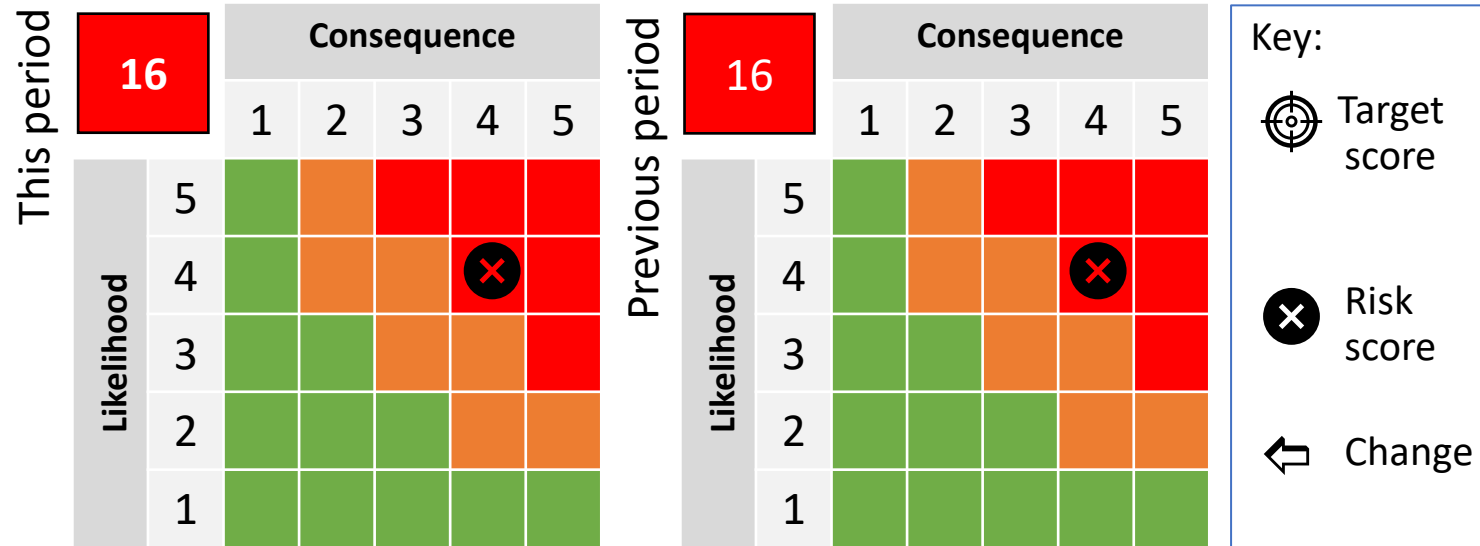 This period
16
Consequence
1 2 3 4 5
Likelihood
5
4
3
2
1
Previous period
16
Consequence
1 2 3 4 5
Likelihood
5
4
3
2
1
Key:
Target
score
Risk
score
Change